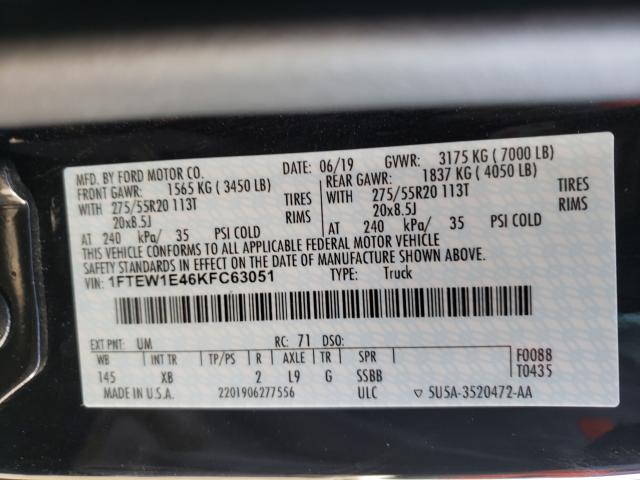 MFD. BY FORD MOTOR CO. DATE: 06/19 GVWR: 3175 KG (7000 LB)
FRONT GAWR: 1565 KG (3450 LB) REAR GAWR: 1837 KG (4050 LB)
WITH 275/55R20 113T TIRES WITH 275/55R20 113T TIRES
20x8.5J RIMS 20x8.5J RIMS
AT 240 kPa/ 35 PSI COLD AT 240 kPa/ 35 PSI COLD
THIS VEHICLE CONFORMS TO ALL APPLICABLE FEDERAL MOTOR VEHICLE
SAFETY STANDARDS IN EFFECT ON THE DATE OF MANUFACTURE SHOWN ABOVE.
VIN: 1FTEW1E46KFC63051 TYPE: Truck
EXT PNT: UM RC: 71 DSO:
WB INT TR TP/PS R AXLE TR SPR F0088
145 XB 2 L9 G SSBB T0435
MADE IN U.S.A. 2201906277556 ULC ▽ 5U5A-3520472-AA